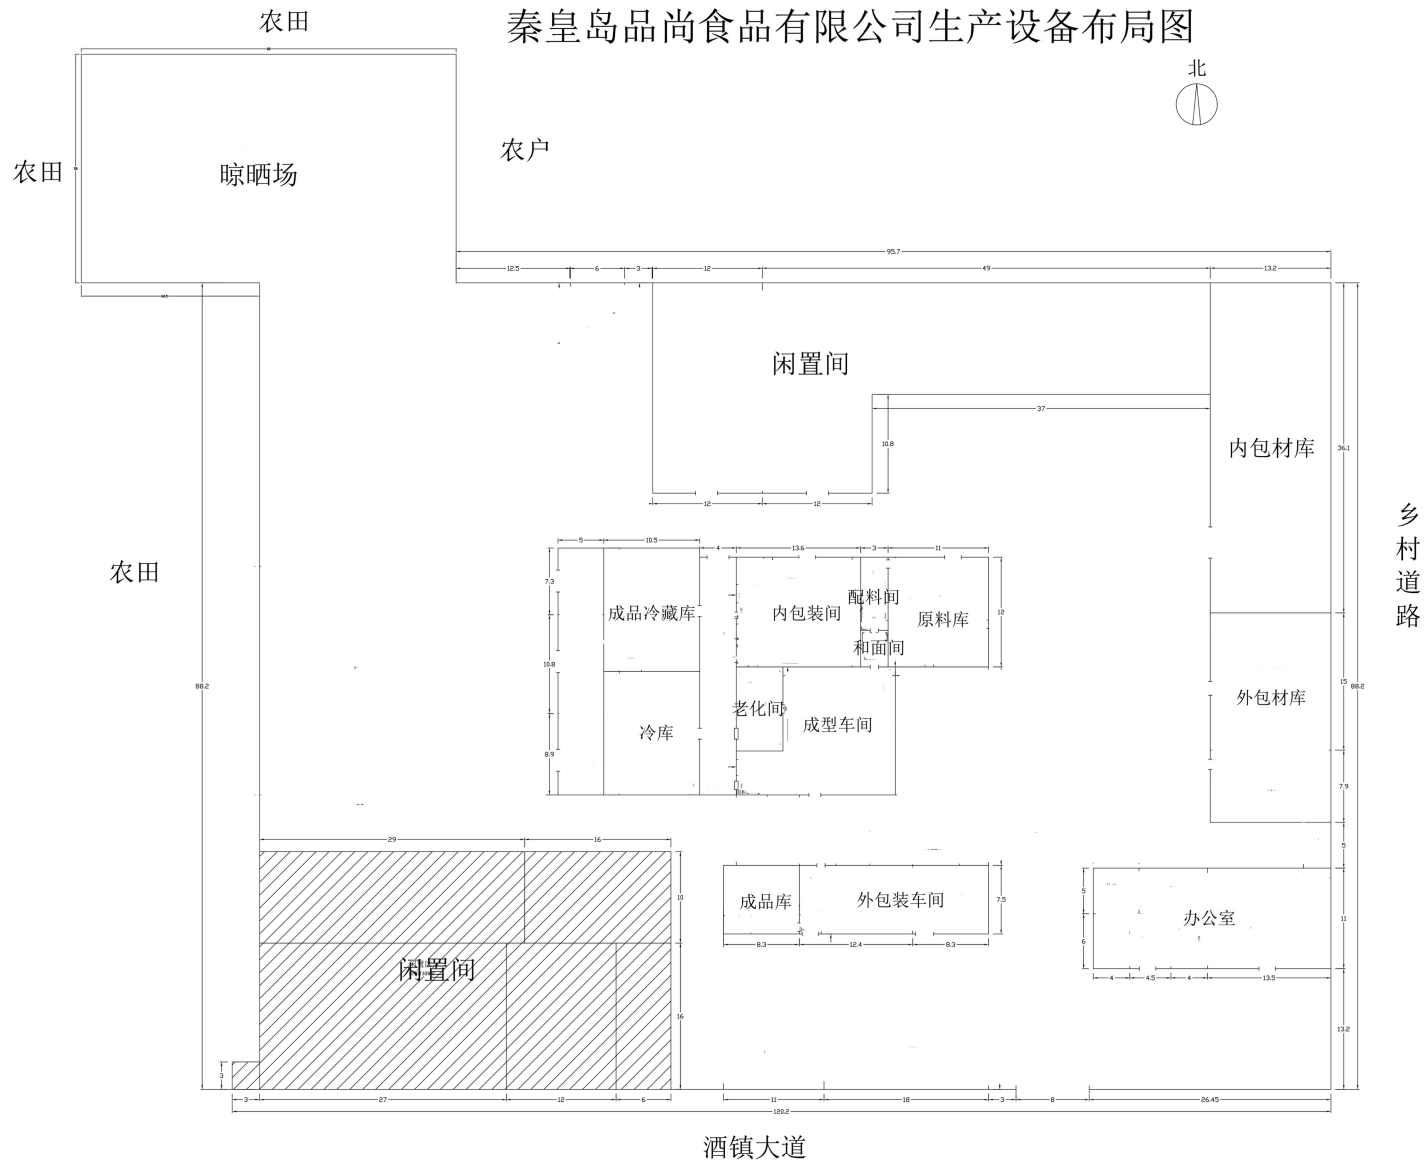 农田
秦皇岛品尚食品有限公司生产设备布局图
北
农户
农田
晾晒场
95.7
12.5
6
3
12
49
13.2
闲置间
37
10.8
内包材库
36.1
12
12
乡村道路
5
10.5
4
13.6
3
11
农田
7.3
成品冷藏库
内包装间
配料间
原料库
12
和面间
10.8
88.2
15
88.2
外包材库
老化间
成型车间
冷库
8.9
7.9
29
16
5
10
成品库
外包装车间
7.5
5
办公室
11
6
8.3
12.4
8.3
闲置间
4
4.5
4
13.5
16
13.2
3
3
27
12
6
11
18
3
8
26.45
120.2
酒镇大道